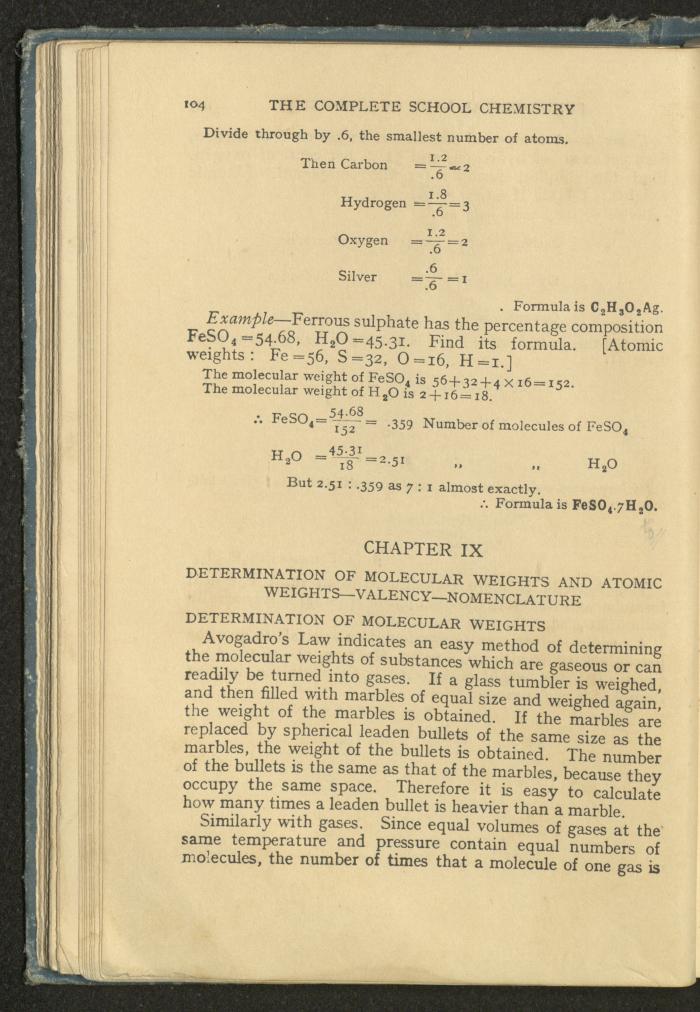 104 THE COMPLETE SCHOOL CHEMISTRY
Divide through by .6, the smallest number of atoms.
Then Carbon = 1.2/.6 = 2
Hydrogen = 1.8/.6 = 3
Oxygen = 1.2/.6 = 2
Silver = .6/.6 = 1
. Formula is C₂H₃O₂Ag.
Example—Ferrous sulphate has the percentage composition
FeSO₄=54.68, H₂O=45.31. Find its formula. [Atomic
weights : Fe=56, S=32, O=16, H=1.]
The molecular weight of FeSO₄ is 56+32+4×16=152.
The molecular weight of H₂O is 2+16=18.
∴ FeSO₄= 54.68/152 = .359 Number of molecules of FeSO₄
H₂O = 45.31/18 = 2.51 ,, ,, H₂O
But 2.51 : .359 as 7 : 1 almost exactly.
∴ Formula is FeSO₄.7H₂O.
CHAPTER IX
DETERMINATION OF MOLECULAR WEIGHTS AND ATOMIC
WEIGHTS—VALENCY—NOMENCLATURE
DETERMINATION OF MOLECULAR WEIGHTS
Avogadro's Law indicates an easy method of determining
the molecular weights of substances which are gaseous or can
readily be turned into gases. If a glass tumbler is weighed,
and then filled with marbles of equal size and weighed again,
the weight of the marbles is obtained. If the marbles are
replaced by spherical leaden bullets of the same size as the
marbles, the weight of the bullets is obtained. The number
of the bullets is the same as that of the marbles, because they
occupy the same space. Therefore it is easy to calculate
how many times a leaden bullet is heavier than a marble.
Similarly with gases. Since equal volumes of gases at the
same temperature and pressure contain equal numbers of
molecules, the number of times that a molecule of one gas is